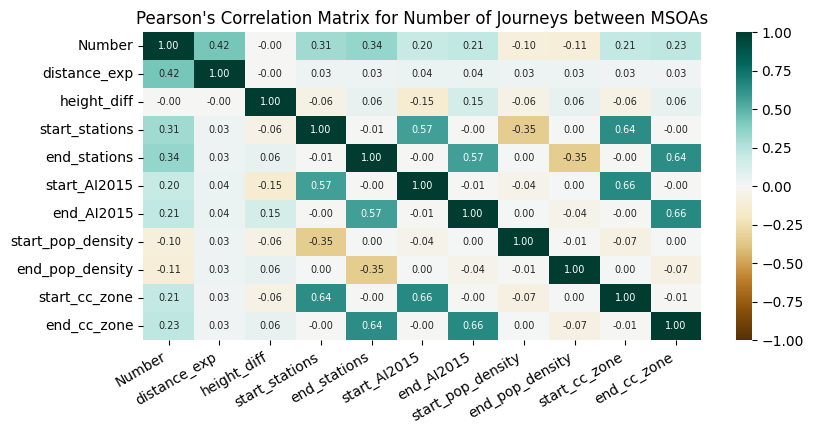 Pearson's Correlation Matrix for Number of Journeys between MSOAs
Number 1.00 0.42 -0.00 0.31 0.34 0.20 0.21 -0.10 -0.11 0.21 0.23
distance_exp 0.42 1.00 -0.00 0.03 0.03 0.04 0.04 0.03 0.03 0.03 0.03
height_diff -0.00 -0.00 1.00 -0.06 0.06 -0.15 0.15 -0.06 0.06 -0.06 0.06
start_stations 0.31 0.03 -0.06 1.00 -0.01 0.57 -0.00 -0.35 0.00 0.64 -0.00
end_stations 0.34 0.03 0.06 -0.01 1.00 -0.00 0.57 0.00 -0.35 -0.00 0.64
start_AI2015 0.20 0.04 -0.15 0.57 -0.00 1.00 -0.01 -0.04 0.00 0.66 -0.00
end_AI2015 0.21 0.04 0.15 -0.00 0.57 -0.01 1.00 0.00 -0.04 -0.00 0.66
start_pop_density -0.10 0.03 -0.06 -0.35 0.00 -0.04 0.00 1.00 -0.01 -0.07 0.00
end_pop_density -0.11 0.03 0.06 0.00 -0.35 0.00 -0.04 -0.01 1.00 0.00 -0.07
start_cc_zone 0.21 0.03 -0.06 0.64 -0.00 0.66 -0.00 -0.07 0.00 1.00 -0.01
end_cc_zone 0.23 0.03 0.06 -0.00 0.64 -0.00 0.66 0.00 -0.07 -0.01 1.00
Number
distance_exp
height_diff
start_stations
end_stations
start_AI2015
end_AI2015
start_pop_density
end_pop_density
start_cc_zone
end_cc_zone
1.00
0.75
0.50
0.25
0.00
−0.25
−0.50
−0.75
−1.00